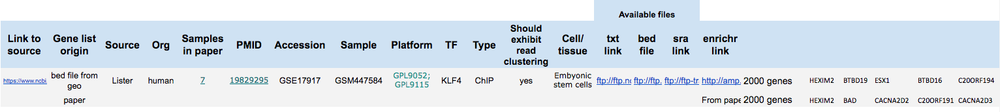 Available files
Link to source Gene list origin Source Org Samples in paper PMID Accession Sample Platform TF Type Should exhibit read clustering Cell/ tissue txt link bed file sra link enrichr link
https://www.ncbi. bed file from geo Lister human 7 19829295 GSE17917 GSM447584 GPL9052; GPL9115 KLF4 ChIP yes Embyonic stem cells ftp://ftp.nc ftp://ftp. ftp://ftp-tr http://amp. 2000 genes HEXIM2 BTBD19 ESX1 BTBD16 C20ORF194
paper From pape 2000 genes HEXIM2 BAD CACNA2D2 C20ORF191 CACNA2D3